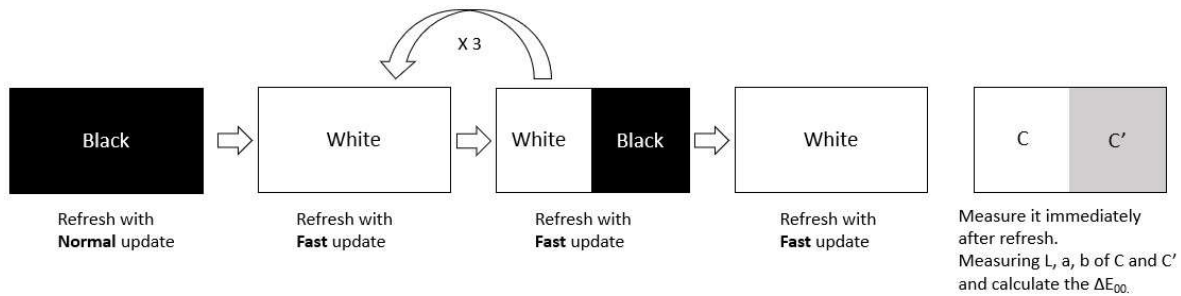 X 3
Black
White
White
Black
White
C
C'
Refresh with
Normal update
Refresh with
Fast update
Refresh with
Fast update
Refresh with
Fast update
Measure it immediately
after refresh.
Measuring L, a, b of C and C'
and calculate the ΔE00.